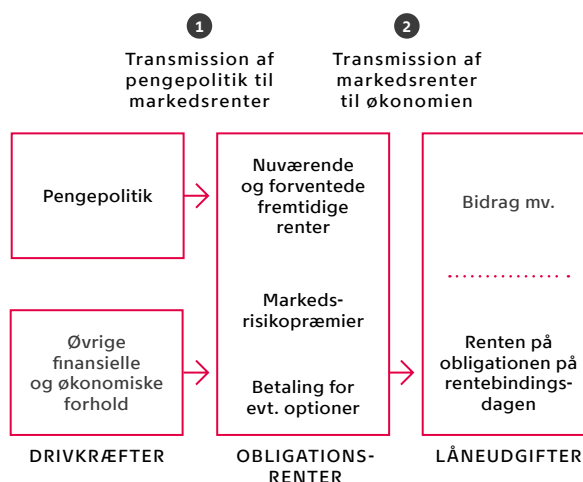 1
Transmission af
pengepolitik til
markedsrenter
2
Transmission af
markedsrenter
til økonomien
Pengepolitik
Øvrige
finansielle
og økonomiske
forhold
DRIVKRÆFTER
Nuværende
og forventede
fremtidige
renter
Markeds-
risikopræmier
Betaling for
evt. optioner
OBLIGATIONS-
RENTER
Bidrag mv.
Renten på
obligationen på
rentebindings-
dagen
LÅNEUDGIFTER